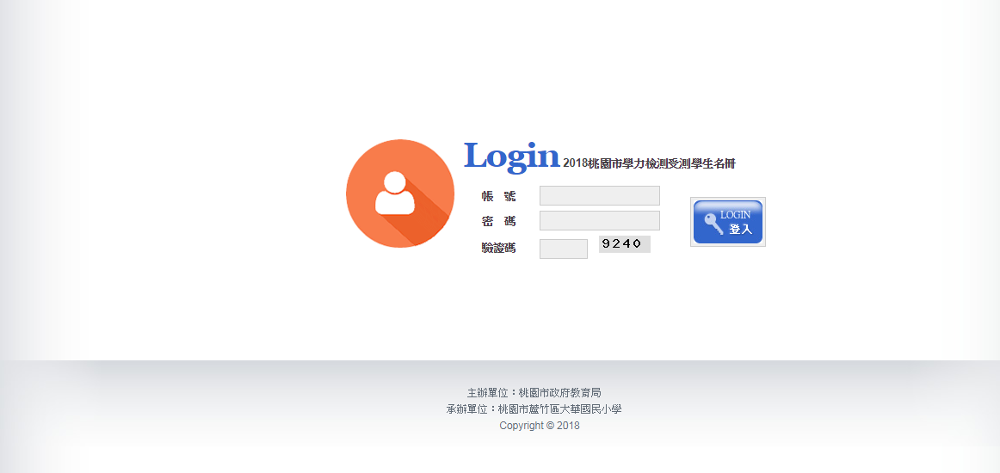 Login 2018桃園市學力檢測受測學生名冊
帳 號
密 碼
驗證碼 9240
LOGIN
登入
主辦單位：桃園市政府教育局
承辦單位：桃園市蘆竹區大華國民小學
Copyright © 2018